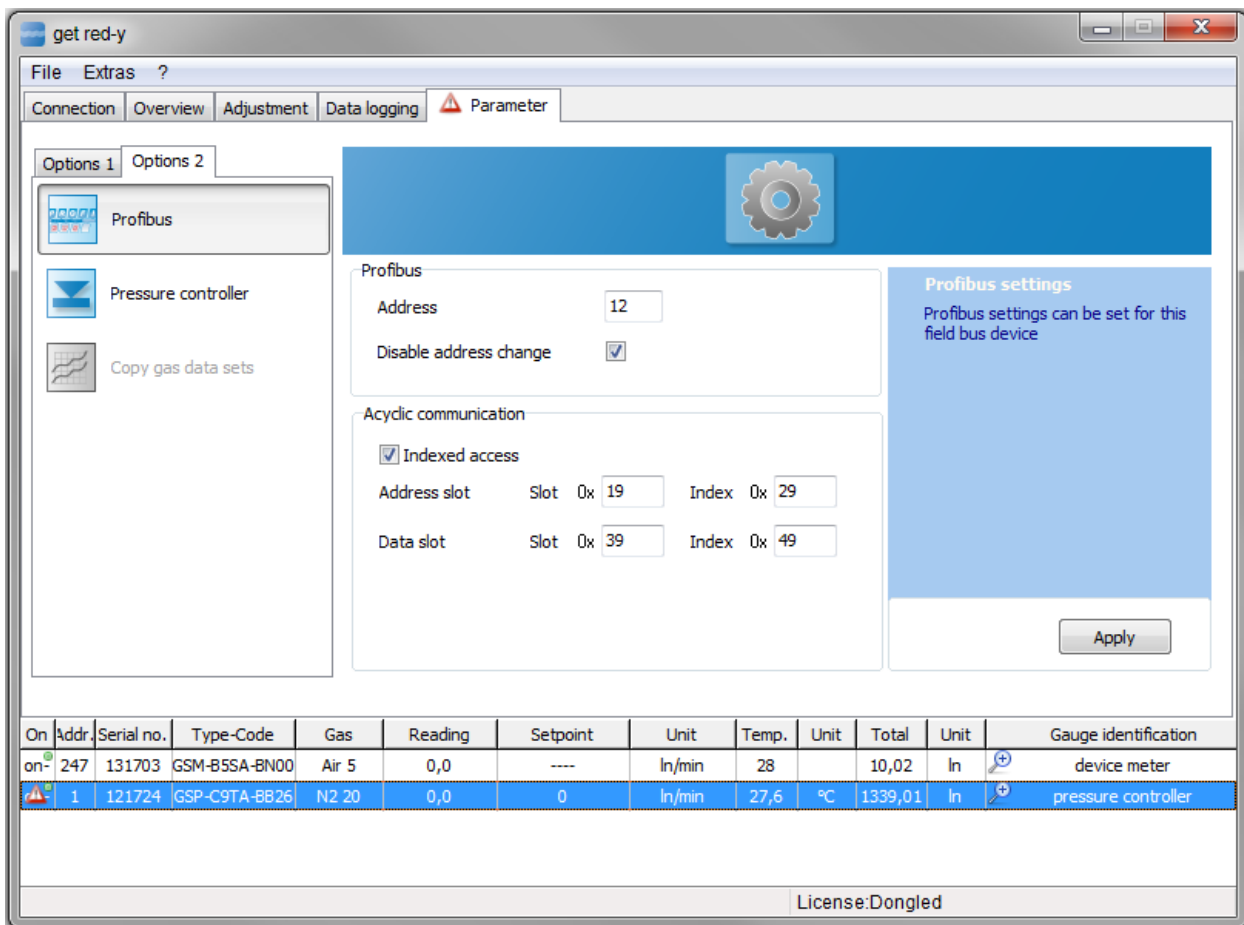 get red-y
File Extras ?
Connection Overview Adjustment Data logging Parameter
Options 1 Options 2
Profibus
Pressure controller
Copy gas data sets
Profibus
Address 12
Disable address change
Acyclic communication
Indexed access
Address slot Slot 0x 19 Index 0x 29
Data slot Slot 0x 39 Index 0x 49
Profibus settings
Profibus settings can be set for this
field bus device
Apply
On Addr. Serial no. Type-Code Gas Reading Setpoint Unit Temp. Unit Total Unit Gauge identification
on- 247 131703 GSM-B5SA-BN00 Air 5 0,0 ---- ln/min 28 10,02 ln device meter
1 121724 GSP-C9TA-BB26 N2 20 0,0 0 ln/min 27,6 °C 1339,01 ln pressure controller
License:Dongled